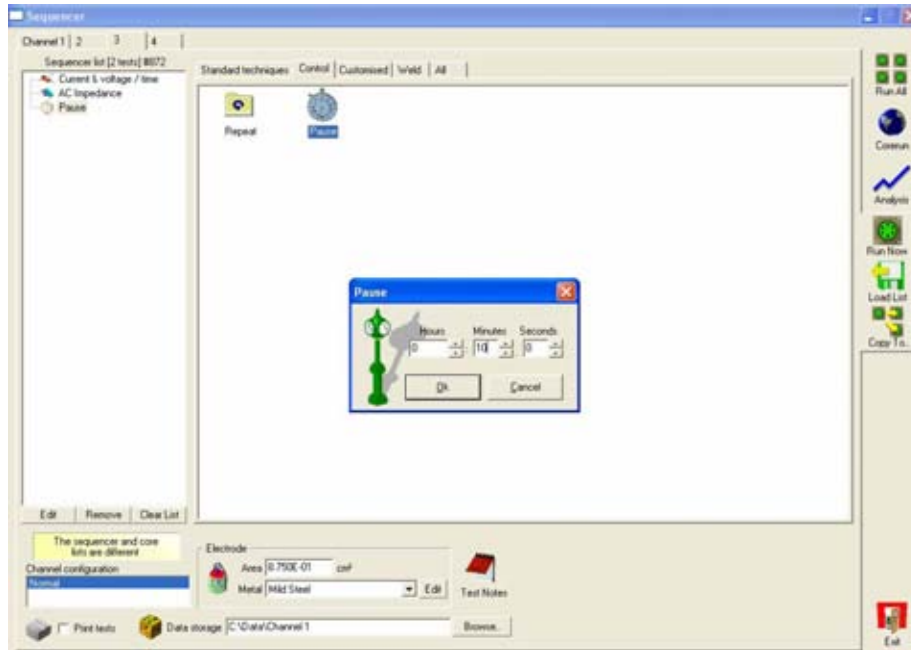 Sequencer
Channel 1 2 3 4
Sequencer list [2 tests]
Current & voltage / time
AC Impedance
Pause
Standard techniques Control Customised Weld All
Repeat
Pause
Run All
Corerun
Analysis
Run Now
Load List
Copy To..
Pause
Hours Minutes Seconds
0 : 10 : 0
Ok Cancel
Edit Remove Clear List
The sequencer and core
lists are different
Channel configuration
Normal
Electrode
Area 8.750E-01 cm²
Metal Mild Steel Edit
Test Notes
Print tests
Data storage C:\Data\Channel 1 Browse..
Exit